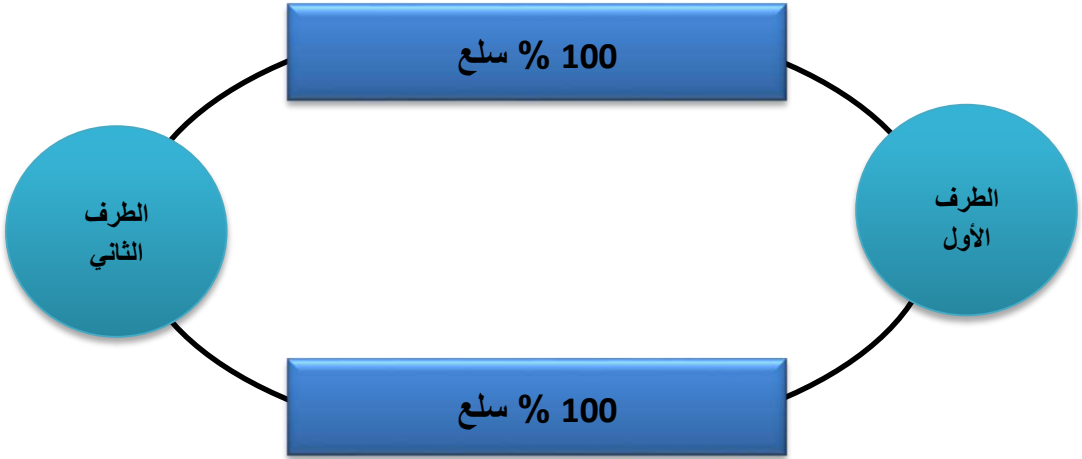 100 % سلع
الطرف
الأول
الطرف
الثاني
100 % سلع